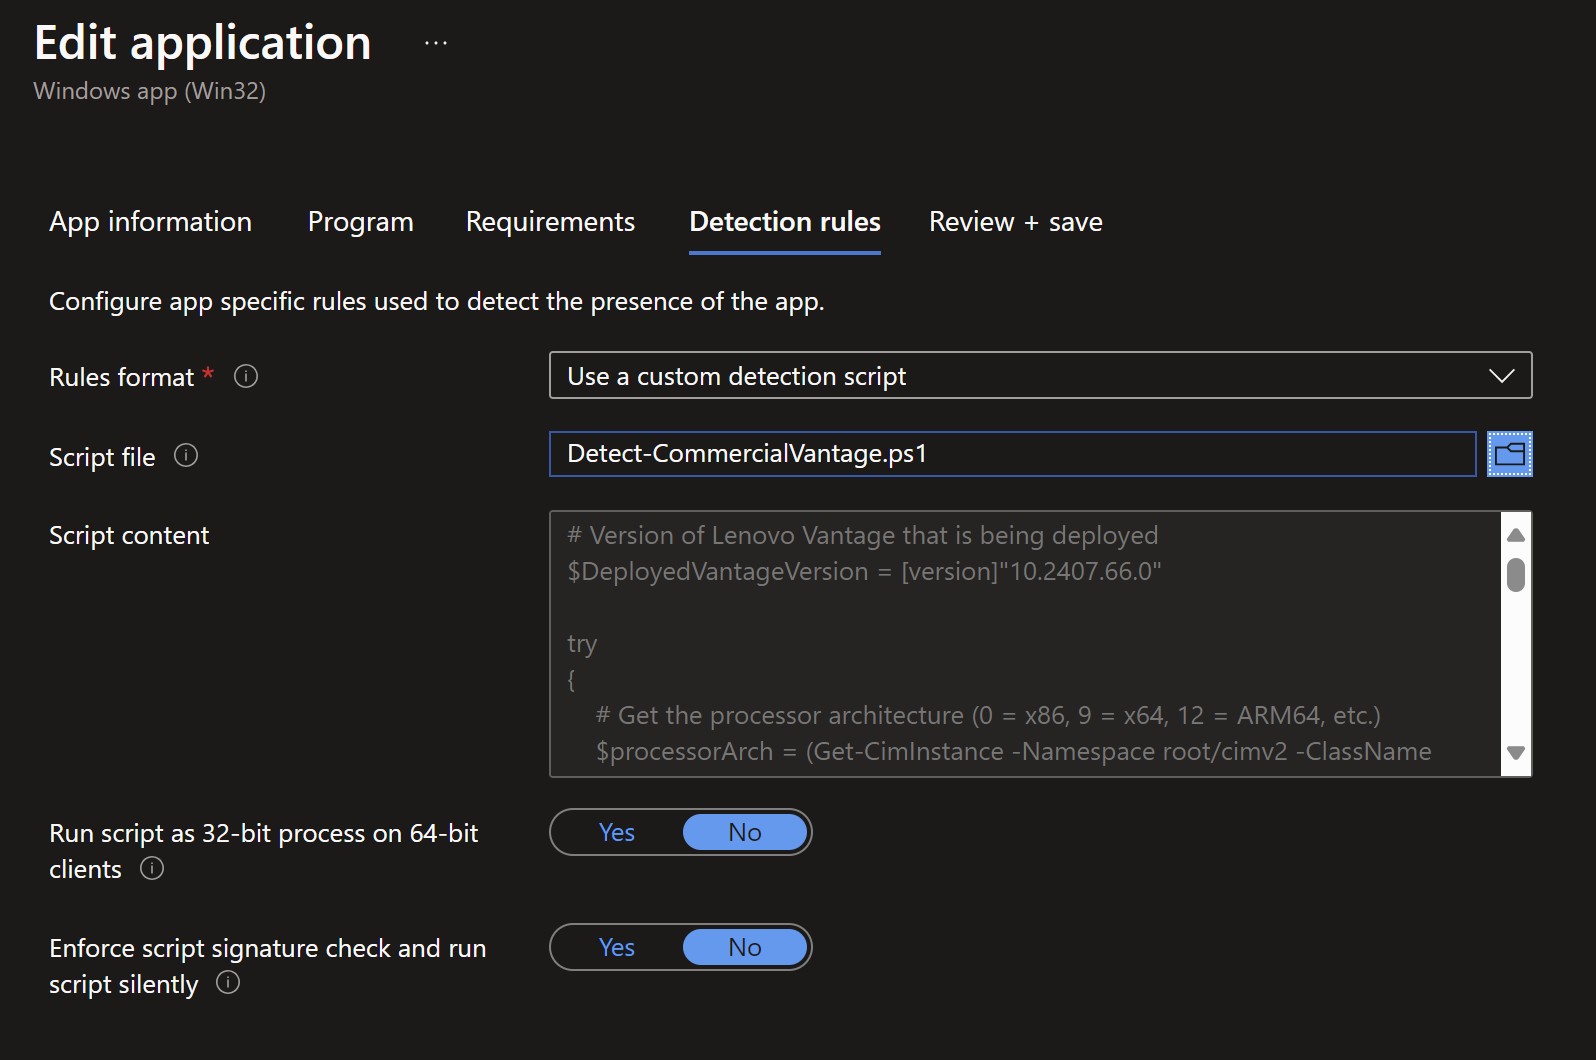 Edit application ...
Windows app (Win32)
App information Program Requirements Detection rules Review + save
Configure app specific rules used to detect the presence of the app.
Rules format * Use a custom detection script
Script file Detect-CommercialVantage.ps1
Script content
# Version of Lenovo Vantage that is being deployed
$DeployedVantageVersion = [version]"10.2407.66.0"
try
{
# Get the processor architecture (0 = x86, 9 = x64, 12 = ARM64, etc.)
$processorArch = (Get-CimInstance -Namespace root/cimv2 -ClassName
Run script as 32-bit process on 64-bit
clients
Yes No
Enforce script signature check and run
script silently
Yes No